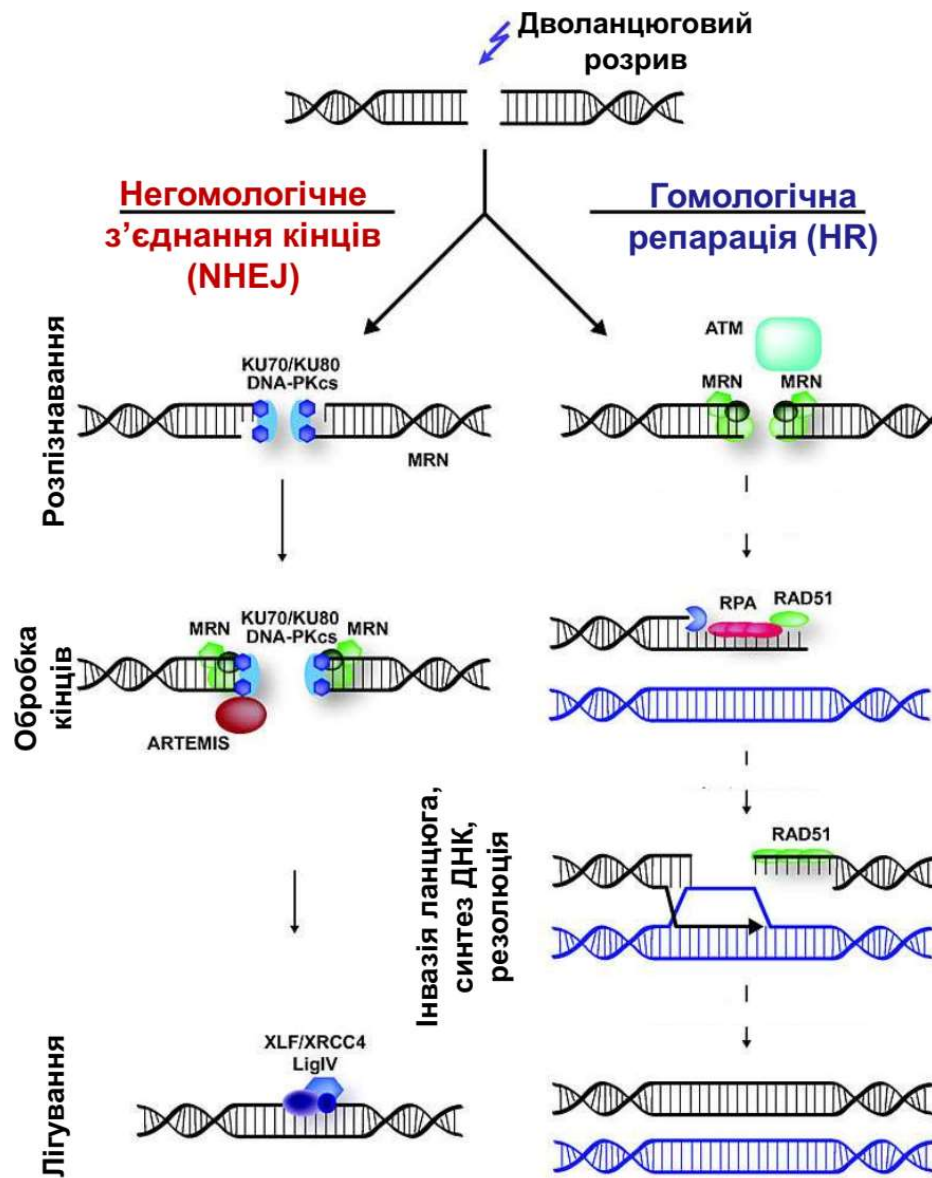 Дволанцюговий
розрив
Негомологічне
з’єднання кінців
(NHEJ)
Гомологічна
репарація (HR)
Розпізнавання
KU70/KU80
DNA-PKcs
MRN
ATM
MRN
MRN
Обробка
кінців
MRN
KU70/KU80
DNA-PKcs
MRN
ARTEMIS
RPA
RAD51
Інвазія ланцюга,
синтез ДНК,
резолюція
RAD51
Лігування
XLF/XRCC4
LigIV